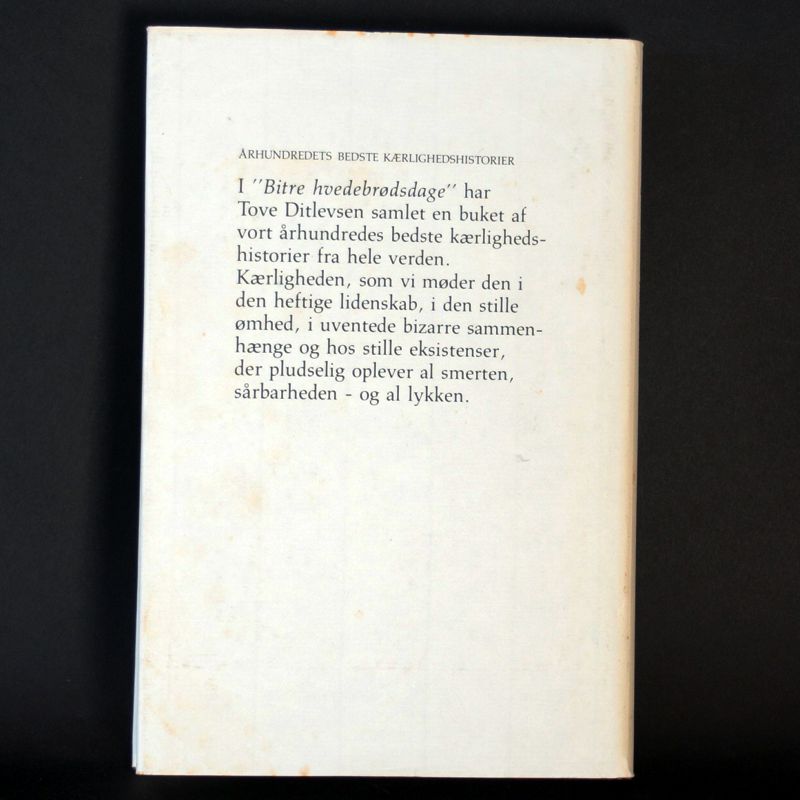 ÅRHUNDREDETS BEDSTE KÆRLIGHEDSHISTORIER
I "Bitre hvedebrødsdage" har
Tove Ditlevsen samlet en buket af
vort århundredes bedste kærligheds-
historier fra hele verden.
Kærligheden, som vi møder den i
den heftige lidenskab, i den stille
ømhed, i uventede bizarre sammen-
hænge og hos stille eksistenser,
der pludselig oplever al smerten,
sårbarheden - og al lykken.